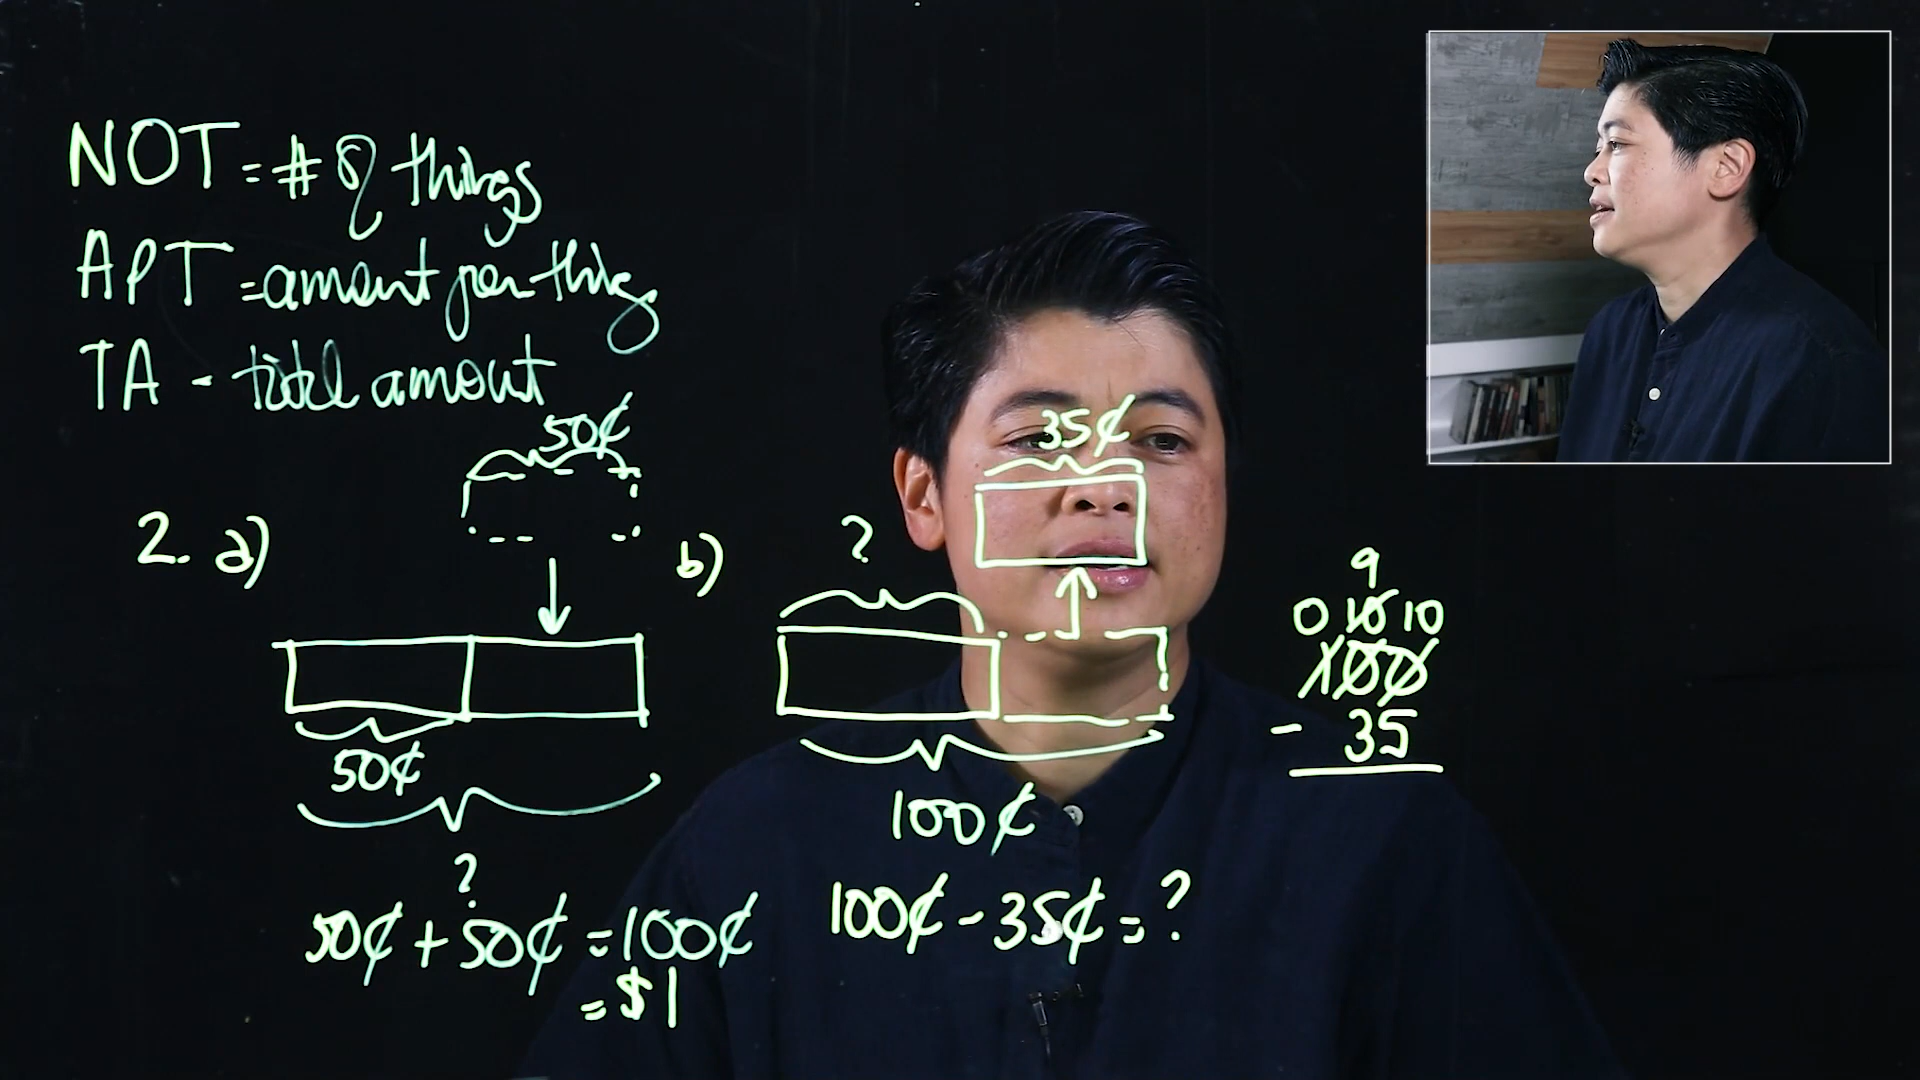 NOT = # of things
APT = amount per thing
TA - total amount
50¢
2. a)
50¢
?
50¢ + 50¢ = 100¢
= $1
b)
35¢
?
100¢
100¢ - 35¢ = ?
9
0 10 10
100
- 35